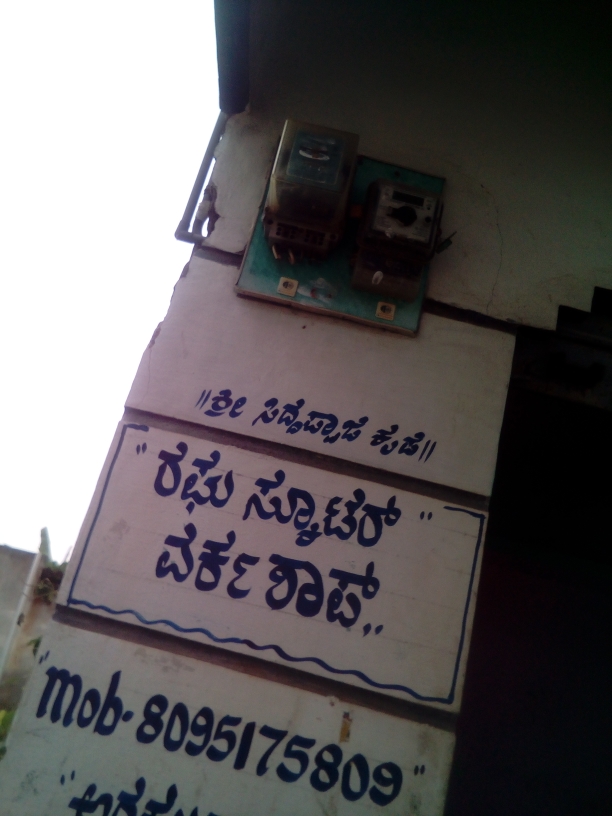 ॥ಶ್ರೀ ಸಿದ್ದಪ್ಪಾಜಿ ಕೃಪೆ॥
"ರಘು ಸ್ಕೂಟರ್"
ವರ್ಕ್ ಶಾಪ್
"Mob-8095175809"